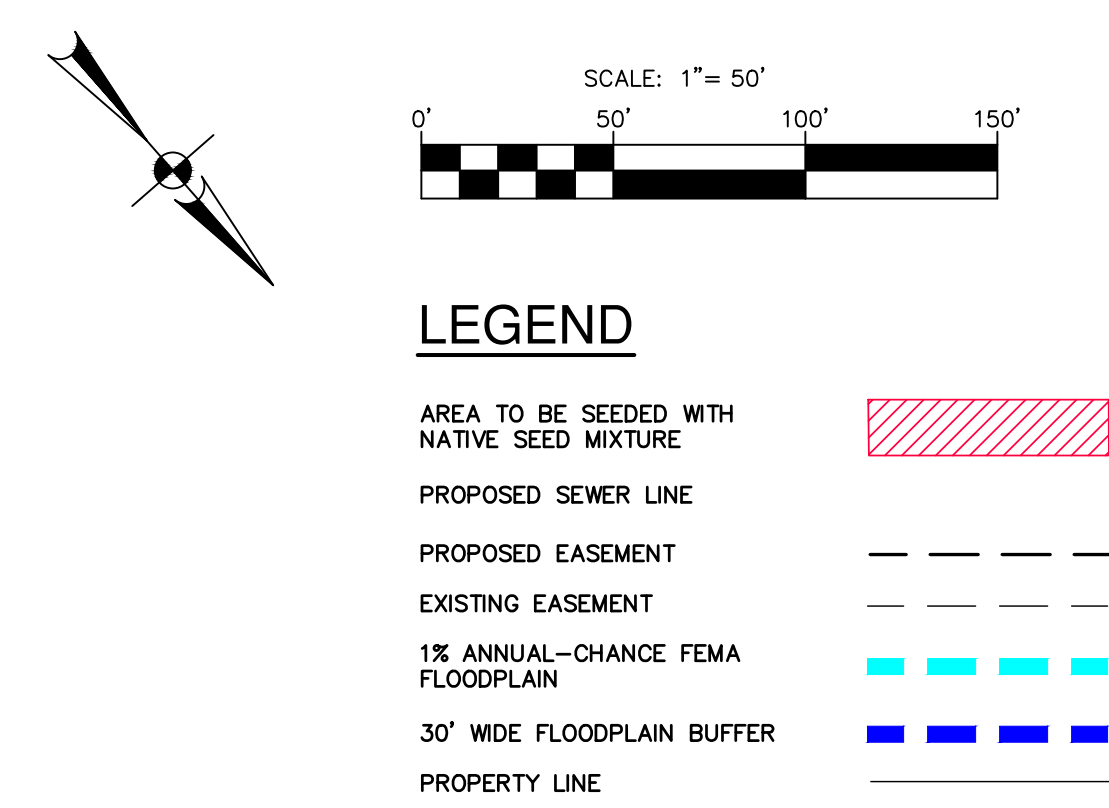 SCALE: 1"= 50'
0' 50' 100' 150'
LEGEND
AREA TO BE SEEDED WITH
NATIVE SEED MIXTURE
PROPOSED SEWER LINE
PROPOSED EASEMENT
EXISTING EASEMENT
1% ANNUAL-CHANCE FEMA
FLOODPLAIN
30' WIDE FLOODPLAIN BUFFER
PROPERTY LINE